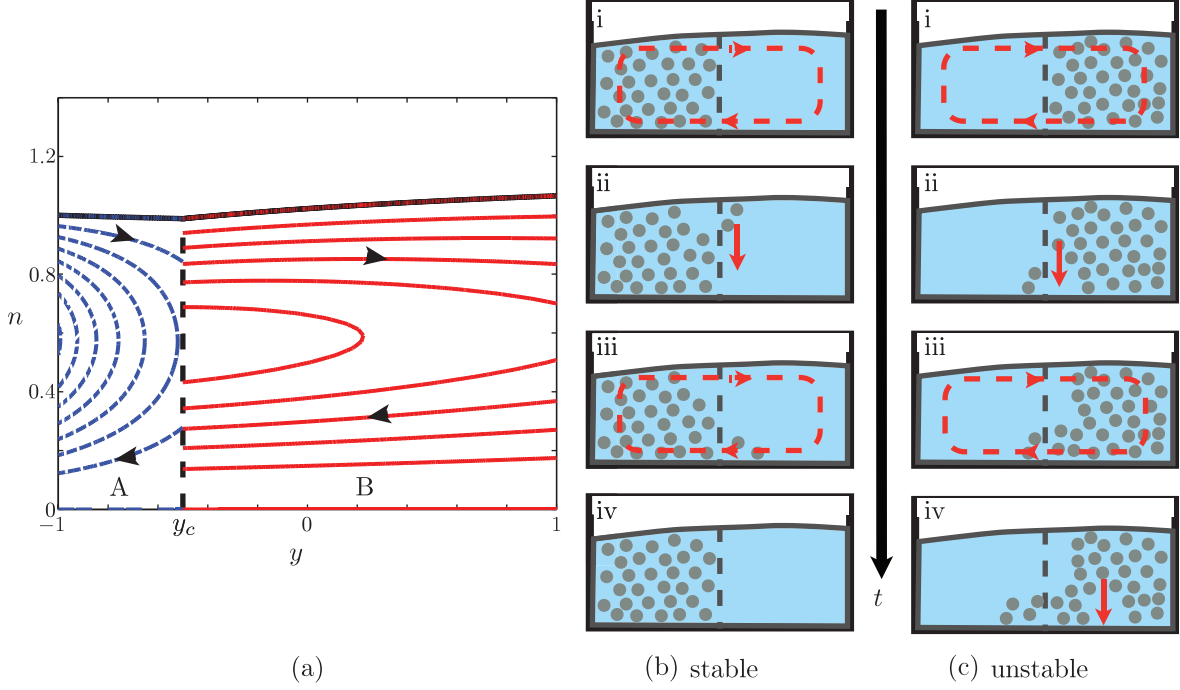 1.2
0.8
n
0.4
0
A
B
−1
y_c
0
1
y
(a)
i
ii
iii
iv
(b) stable
t
i
ii
iii
iv
(c) unstable